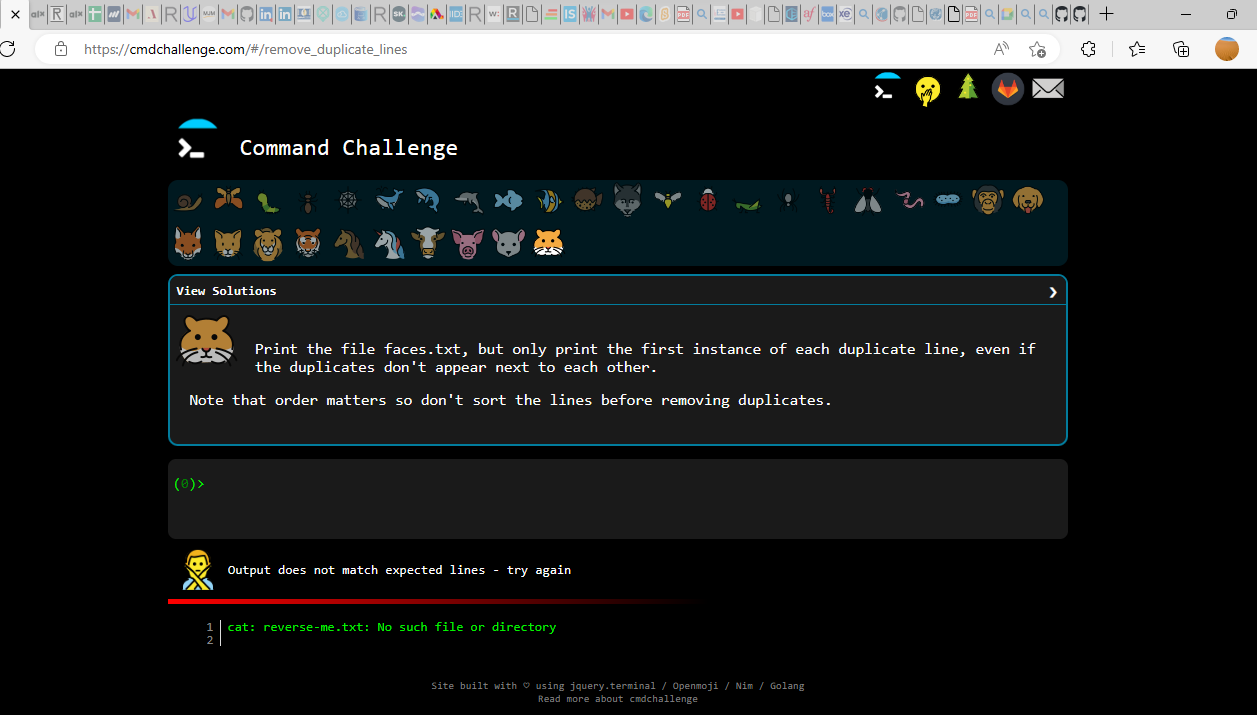 https://cmdchallenge.com/#/remove_duplicate_lines
Command Challenge
View Solutions
Print the file faces.txt, but only print the first instance of each duplicate line, even if
the duplicates don't appear next to each other.
Note that order matters so don't sort the lines before removing duplicates.
(0)>
Output does not match expected lines - try again
1 cat: reverse-me.txt: No such file or directory
2
Site built with ♡ using jquery.terminal / Openmoji / Nim / Golang
Read more about cmdchallenge